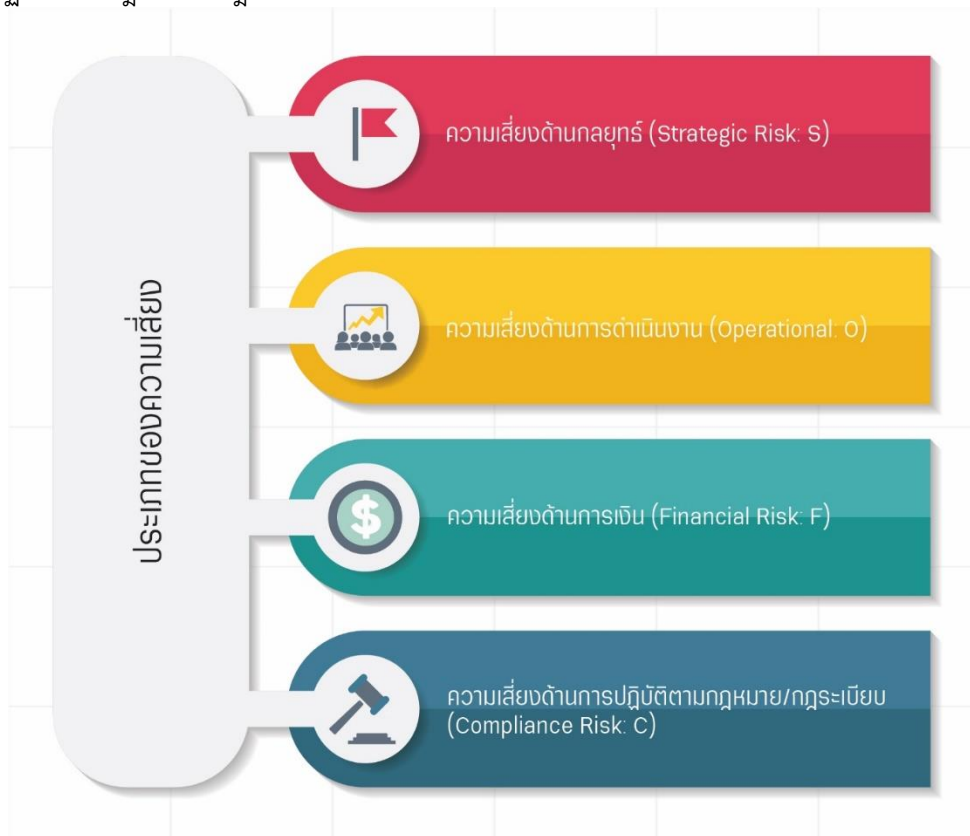 ประเภทของความเสี่ยง
ความเสี่ยงด้านกลยุทธ์ (Strategic Risk: S)
ความเสี่ยงด้านการดำเนินงาน (Operational: O)
ความเสี่ยงด้านการเงิน (Financial Risk: F)
ความเสี่ยงด้านการปฏิบัติตามกฎหมาย/กฎระเบียบ
(Compliance Risk: C)